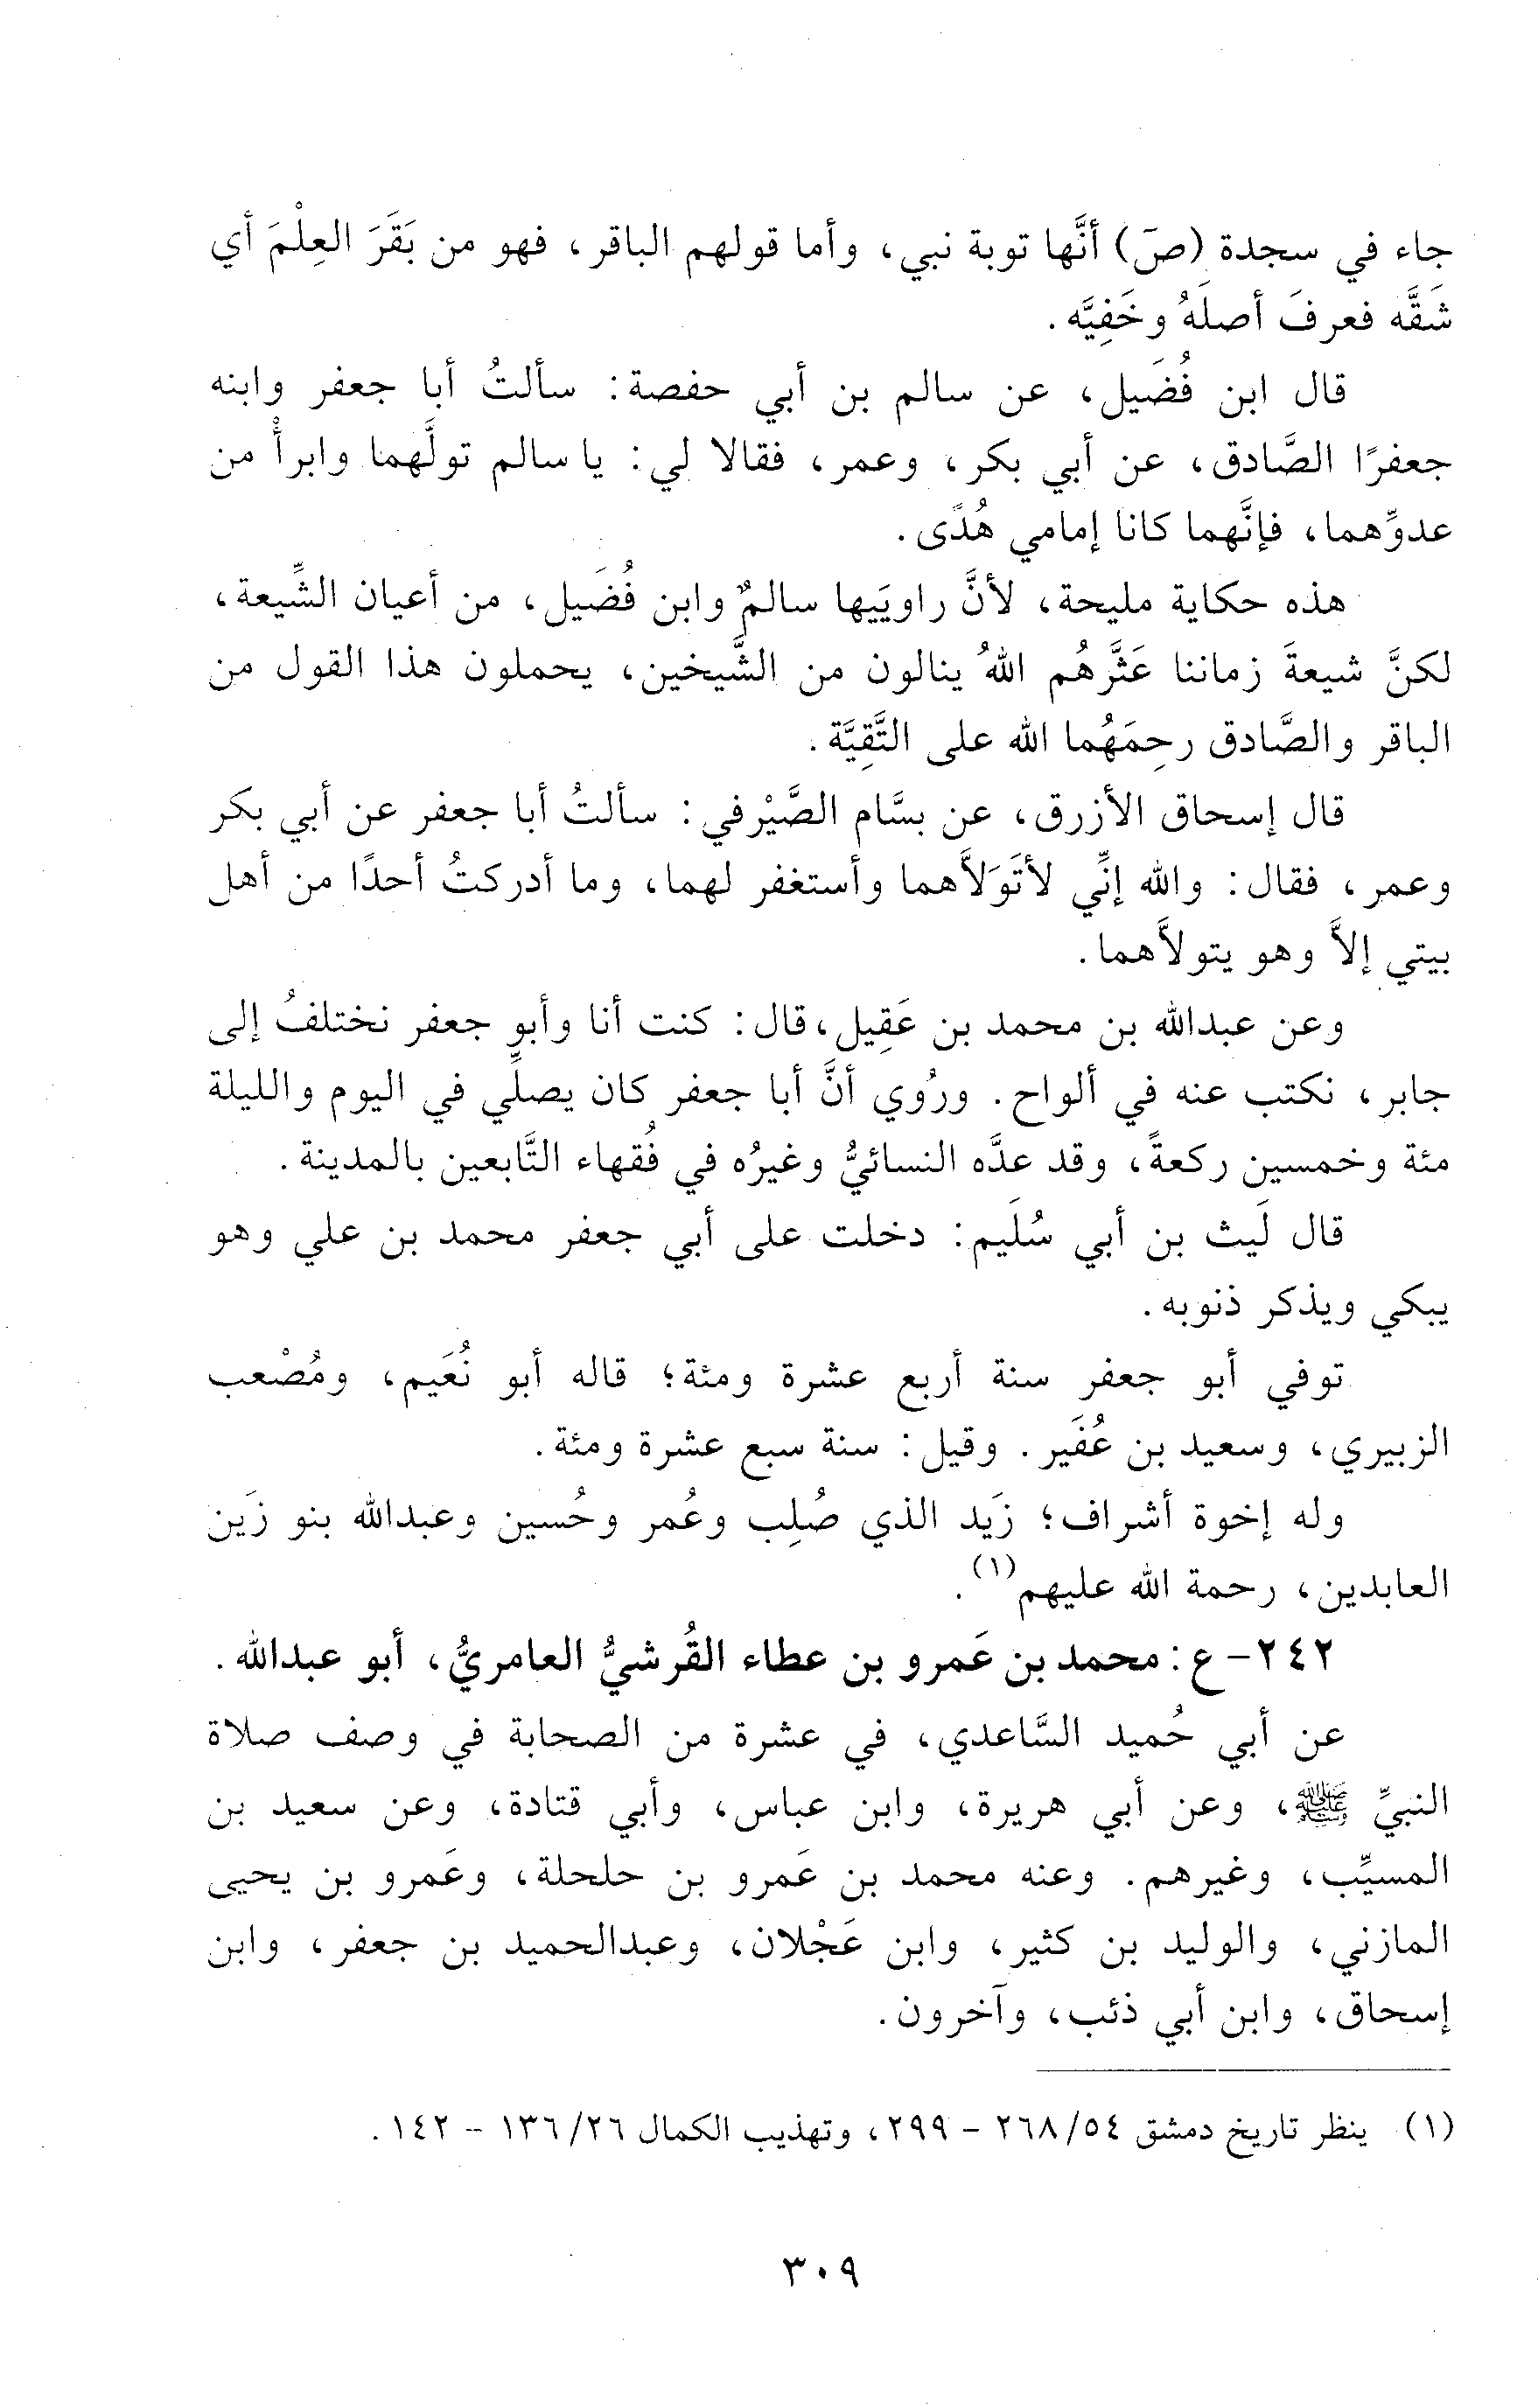 جاء في سجدة (صَ) أنَّها توبة نبي، وأما قولهم الباقر، فهو من بَقَرَ العِلْمَ أي
شَقَّه فعرفَ أصلَهُ وخَفِيَّه.
قال ابن فُضَيل، عن سالم بن أبي حفصة: سألتُ أبا جعفر وابنه
جعفرًا الصَّادق، عن أبي بكر، وعمر، فقالا لي: يا سالم تولَّهما وابرأْ من
عدوِّهما، فإنَّهما كانا إمامي هُدًى.
هذه حكاية مليحة، لأنَّ راويَيها سالمٌ وابن فُضَيل، من أعيان الشِّيعة،
لكنَّ شيعةَ زماننا عَثَّرهُم اللهُ ينالون من الشَّيخين، يحملون هذا القول من
الباقر والصَّادق رحِمَهُما الله على التَّقِيَّة.
قال إسحاق الأزرق، عن بسَّام الصَّيْرفي: سألتُ أبا جعفر عن أبي بكر
وعمر، فقال: والله إنِّي لأتَوَلاَّهما وأستغفر لهما، وما أدركتُ أحدًا من أهل
بيتي إلاَّ وهو يتولاَّهما.
وعن عبدالله بن محمد بن عَقِيل، قال: كنت أنا وأبو جعفر نختلفُ إلى
جابر، نكتب عنه في ألواح. ورُوي أنَّ أبا جعفر كان يصلِّي في اليوم والليلة
مئة وخمسين ركعةً، وقد عدَّه النسائيُّ وغيرُه في فُقهاء التَّابعين بالمدينة.
قال لَيث بن أبي سُلَيم: دخلت على أبي جعفر محمد بن علي وهو
يبكي ويذكر ذنوبه.
توفي أبو جعفر سنة أربع عشرة ومئة؛ قاله أبو نُعَيم، ومُصْعب
الزبيري، وسعيد بن عُفَير. وقيل: سنة سبع عشرة ومئة.
وله إخوة أشراف؛ زَيد الذي صُلِب وعُمر وحُسين وعبدالله بنو زَين
العابدين، رحمة الله عليهم(١).
٢٤٢- ع: محمد بن عَمرو بن عطاء القُرشيُّ العامريُّ، أبو عبدالله.
عن أبي حُميد السَّاعدي، في عشرة من الصحابة في وصف صلاة
النبيِّ ﷺ، وعن أبي هريرة، وابن عباس، وأبي قتادة، وعن سعيد بن
المسيِّب، وغيرهم. وعنه محمد بن عَمرو بن حلحلة، وعَمرو بن يحيى
المازني، والوليد بن كثير، وابن عَجْلان، وعبدالحميد بن جعفر، وابن
إسحاق، وابن أبي ذئب، وآخرون.
(١) ينظر تاريخ دمشق ٥٤/ ٢٦٨ - ٢٩٩، وتهذيب الكمال ٢٦/ ١٣٦ - ١٤٢.
٣٠٩